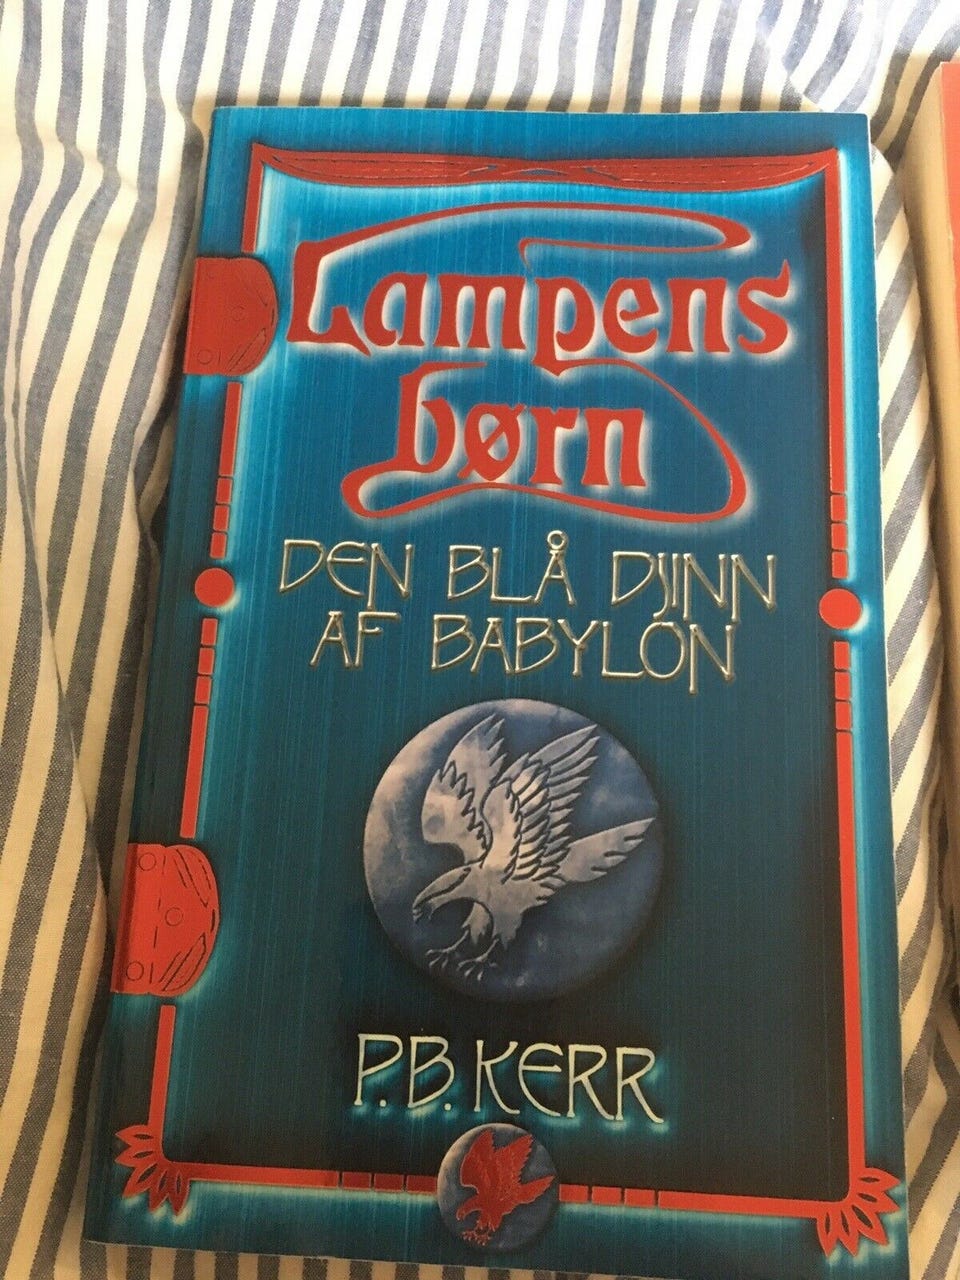 Lampens
børn
DEN BLÅ DJINN
AF BABYLON
P.B. KERR